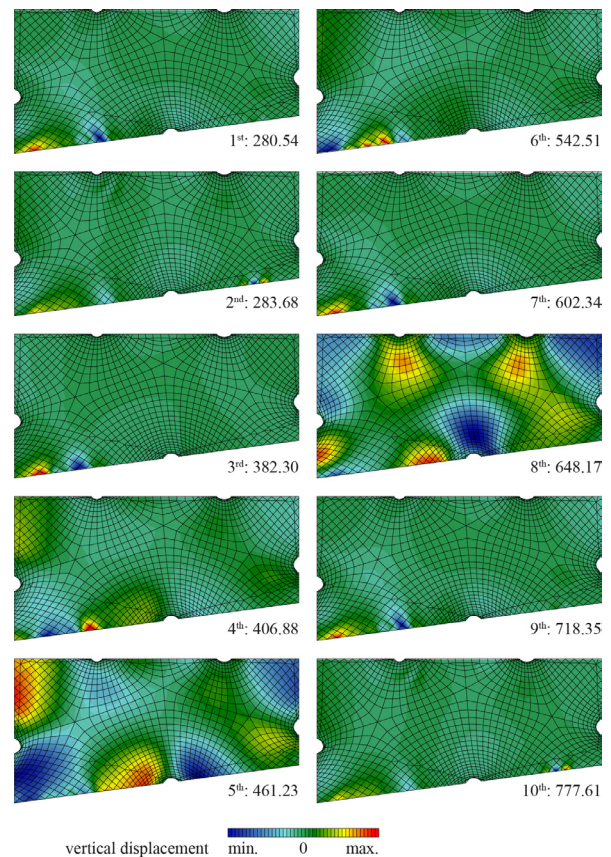 1st: 280.54
2nd: 283.68
3rd: 382.30
4th: 406.88
5th: 461.23
6th: 542.51
7th: 602.34
8th: 648.17
9th: 718.35
10th: 777.61
vertical displacement min. 0 max.